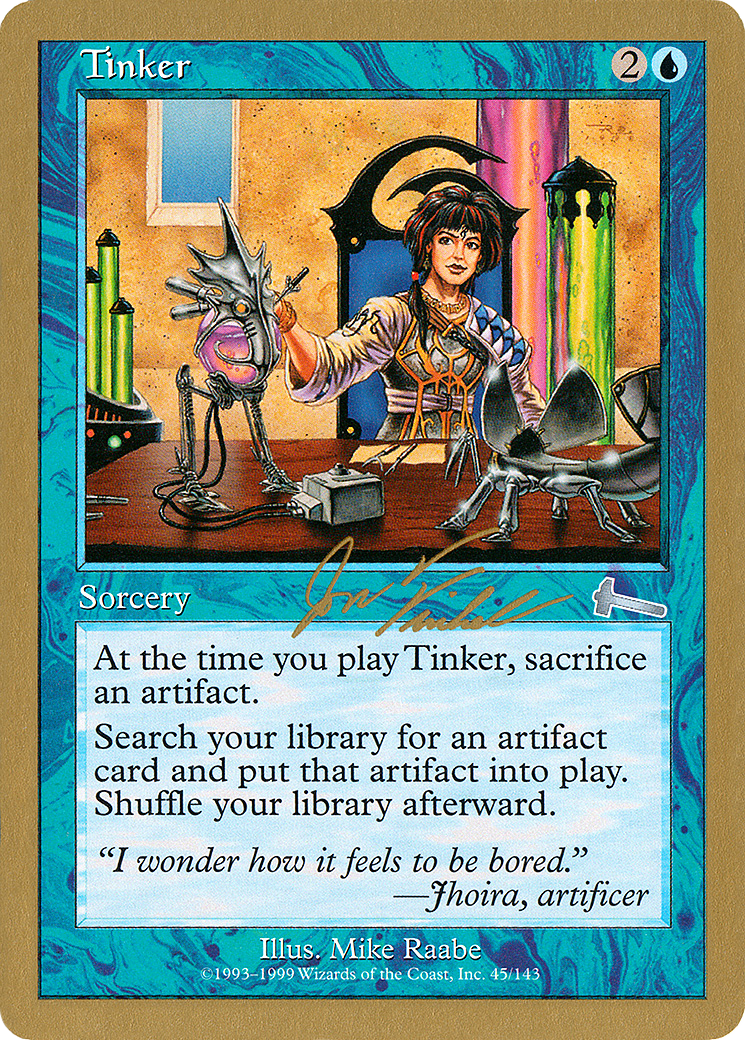 Tinker 2
Jon Finkel
Sorcery
At the time you play Tinker, sacrifice
an artifact.
Search your library for an artifact
card and put that artifact into play.
Shuffle your library afterward.
“I wonder how it feels to be bored.”
—Jhoira, artificer
Illus. Mike Raabe
©1993–1999 Wizards of the Coast, Inc. 45/143